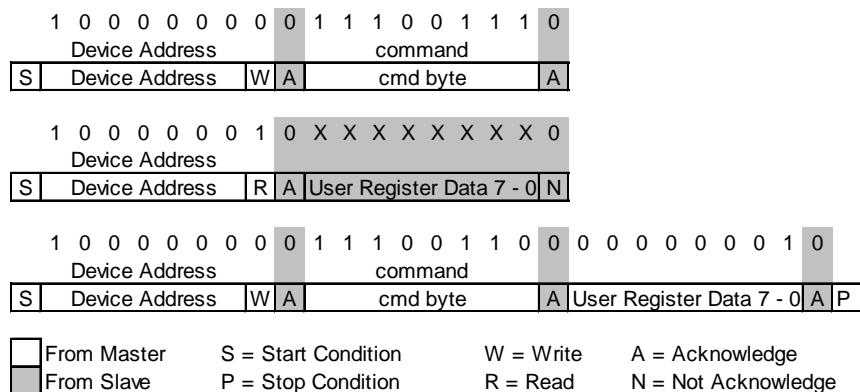 1 0 0 0 0 0 0 0 0 1 1 1 0 0 1 1 1 0
Device Address command
S Device Address W A cmd byte A
1 0 0 0 0 0 0 1 0 X X X X X X X X 0
Device Address
S Device Address R A User Register Data 7 - 0 N
1 0 0 0 0 0 0 0 0 1 1 1 0 0 1 1 0 0 0 0 0 0 0 0 0 1 0
Device Address command
S Device Address W A cmd byte A User Register Data 7 - 0 A P
From Master S = Start Condition W = Write A = Acknowledge
From Slave P = Stop Condition R = Read N = Not Acknowledge